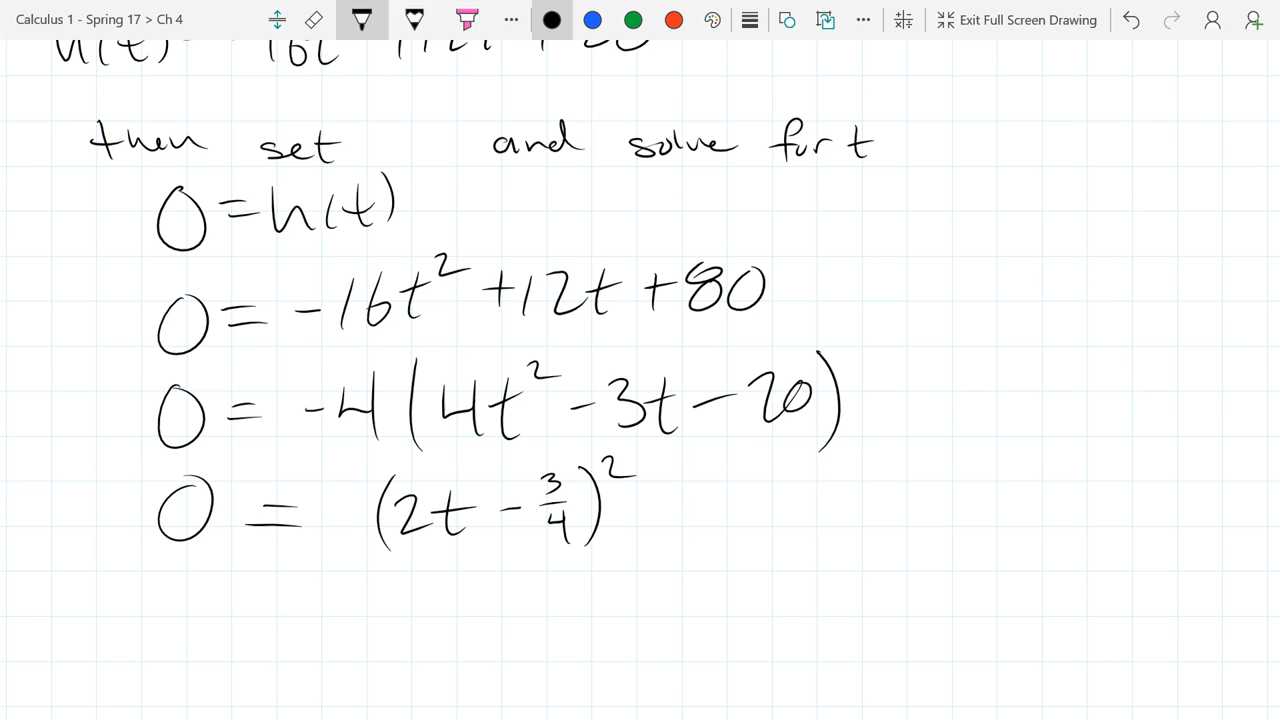 Calculus 1 - Spring 17 > Ch 4
Exit Full Screen Drawing
h(t)
then set and solve for t
0 = h(t)
0 = -16t² + 12t + 80
0 = -4(4t² - 3t - 20)
0 = (2t - 3/4)²